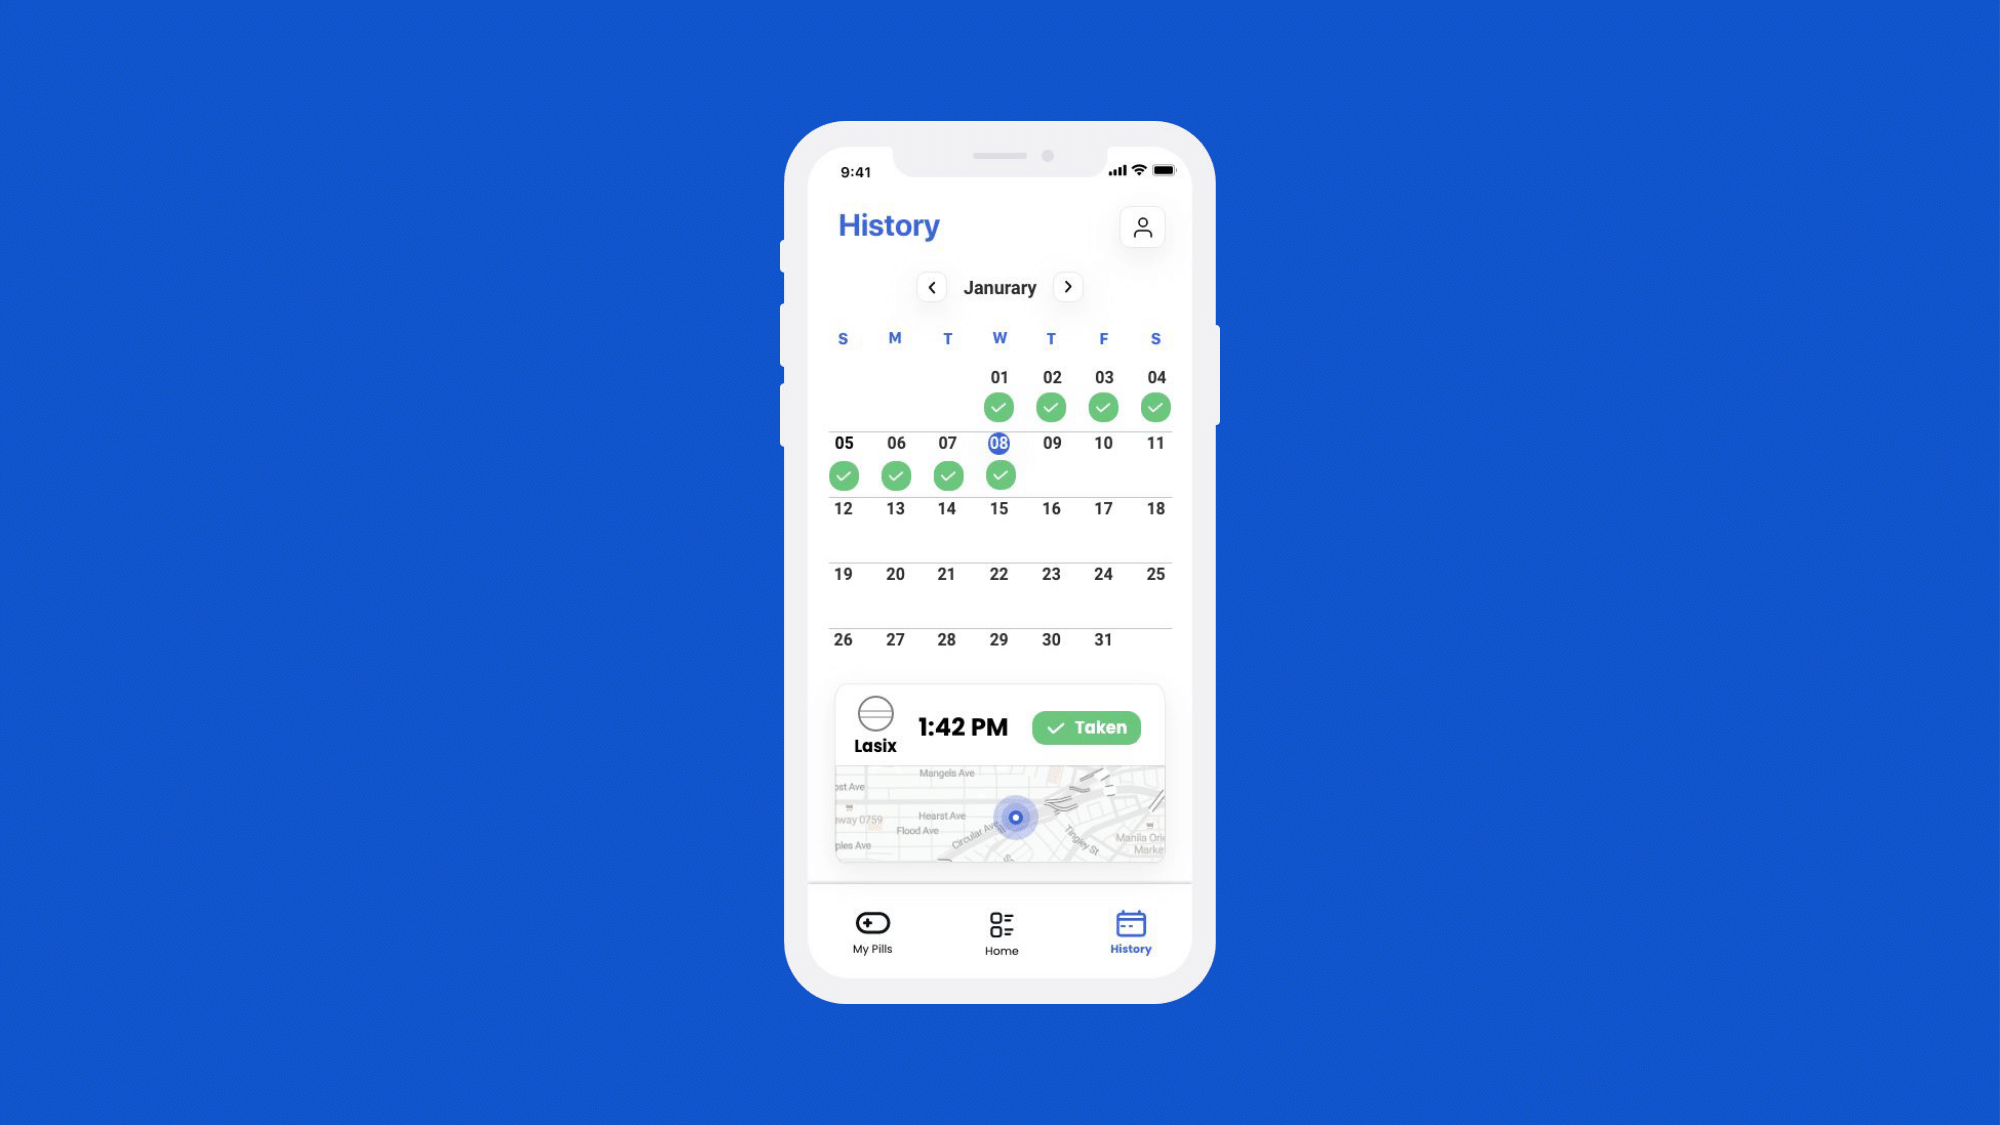 9:41
History
Janurary
S M T W T F S
01 02 03 04
05 06 07 08 09 10 11
12 13 14 15 16 17 18
19 20 21 22 23 24 25
26 27 28 29 30 31
Lasix
1:42 PM
Taken
Mangels Ave
ost Ave
way 0759
Hearst Ave
Flood Ave
Circular Ave
ples Ave
Tingley St
Manila Orie
Marke
My Pills
Home
History